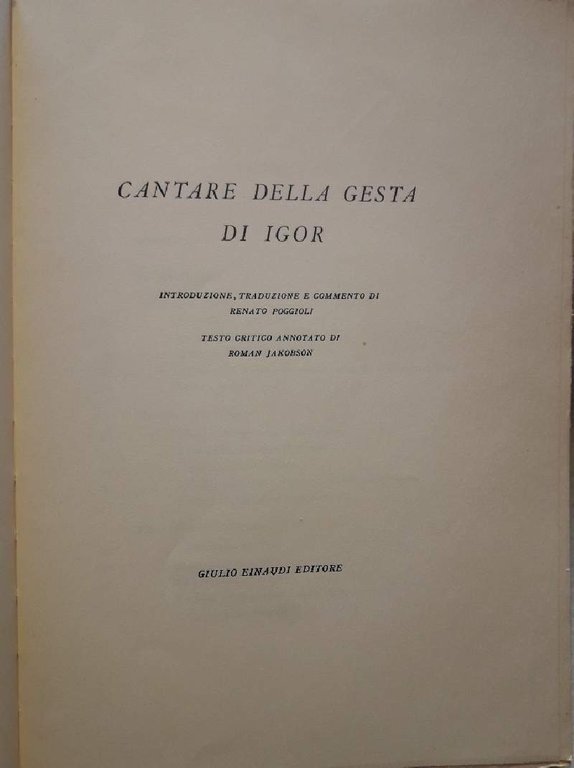 CANTARE DELLA GESTA
DI IGOR
INTRODUZIONE, TRADUZIONE E COMMENTO DI
RENATO POGGIOLI
TESTO CRITICO ANNOTATO DI
ROMAN JAKOBSON
GIULIO EINAUDI EDITORE